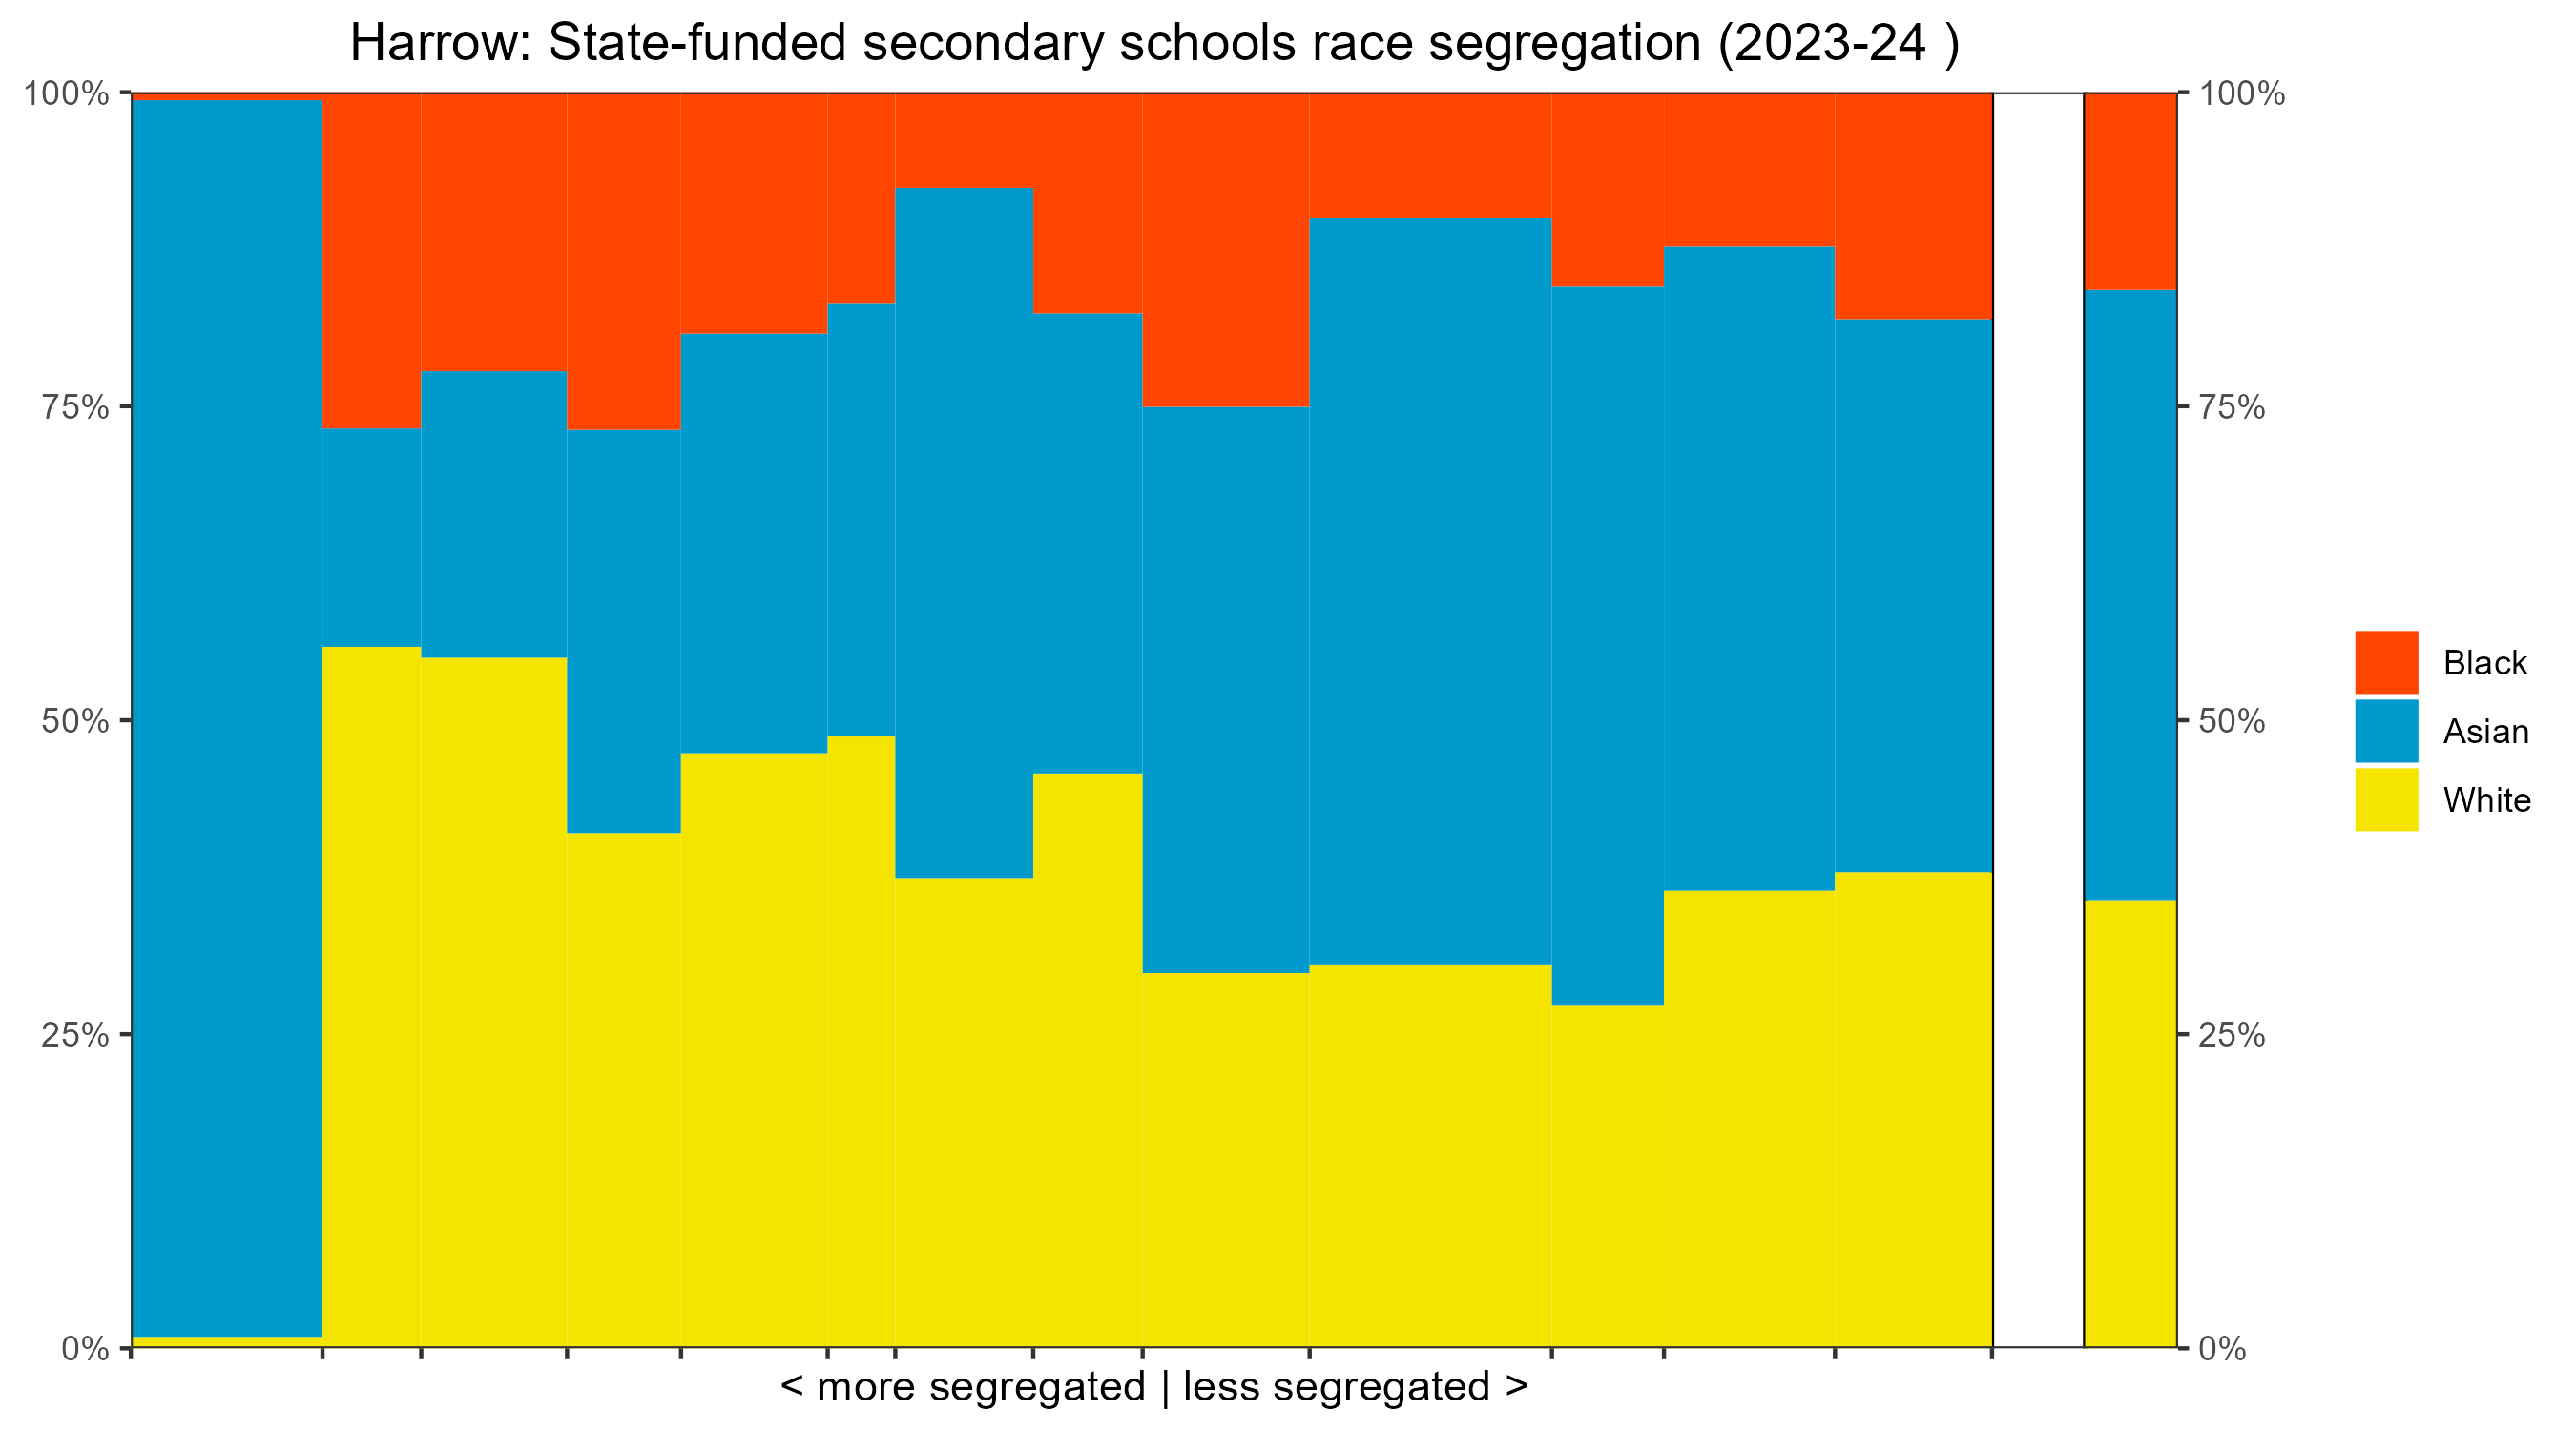 Harrow: State-funded secondary schools race segregation (2023-24 )
100%
75%
50%
25%
0%
100%
75%
50%
25%
0%
Black
Asian
White
< more segregated | less segregated >